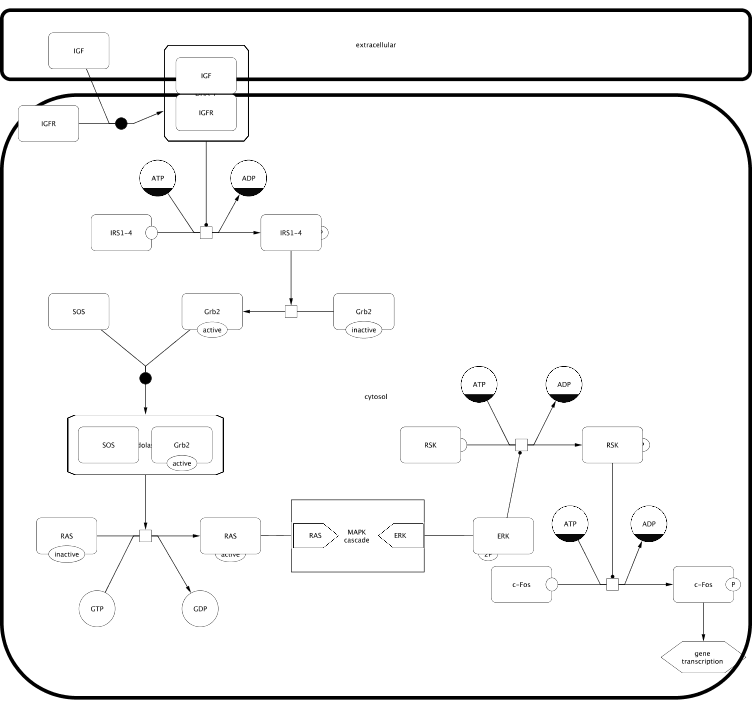 extracellular
IGF
IGF
IGFR
IGFR
ATP
ADP
IRS1-4
IRS1-4
SOS
Grb2
active
Grb2
inactive
cytosol
ATP
ADP
SOS
Grb2
active
RSK
RSK
RAS
inactive
RAS
active
RAS
MAPK
cascade
ERK
ERK
2P
ATP
ADP
GTP
GDP
c-Fos
c-Fos
P
gene
transcription